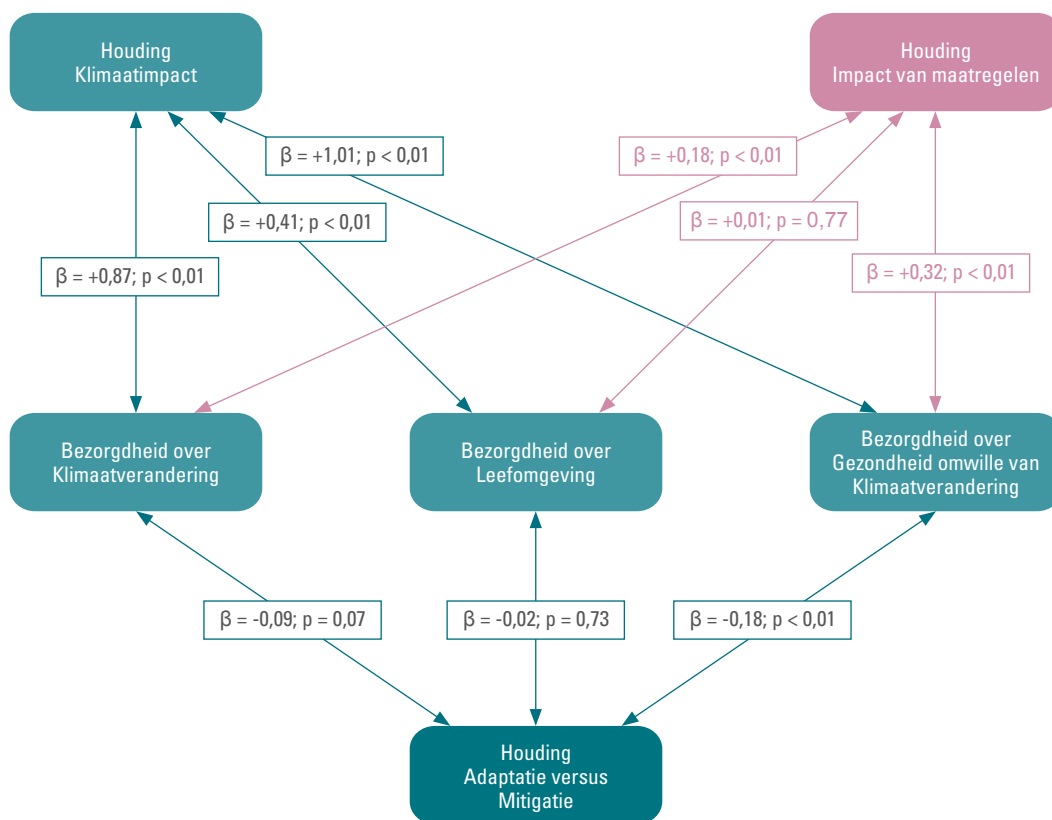 Houding
Klimaatimpact
Houding
Impact van maatregelen
β = +1,01; p < 0,01
β = +0,18; p < 0,01
β = +0,41; p < 0,01
β = +0,01; p = 0,77
β = +0,87; p < 0,01
β = +0,32; p < 0,01
Bezorgdheid over
Klimaatverandering
Bezorgdheid over
Leefomgeving
Bezorgdheid over
Gezondheid omwille van
Klimaatverandering
β = -0,09; p = 0,07
β = -0,02; p = 0,73
β = -0,18; p < 0,01
Houding
Adaptatie versus
Mitigatie